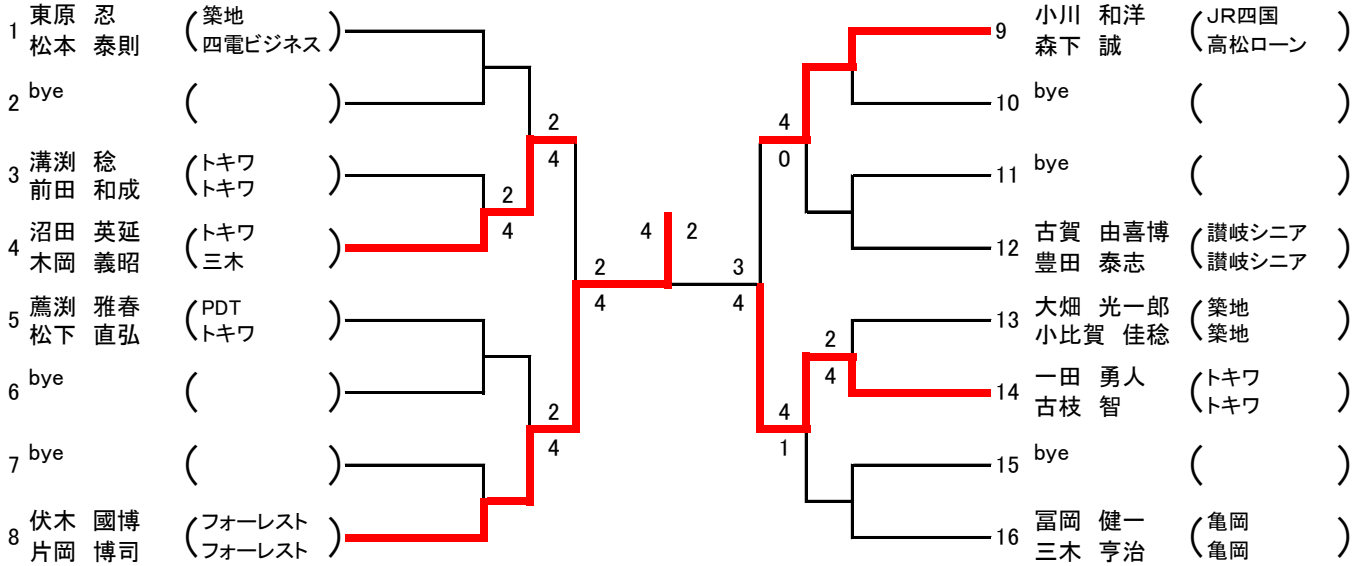 1 東原 忍 (築地
松本 泰則 四電ビジネス)
2 bye ( )
3 溝渕 稔 (トキワ
前田 和成 トキワ)
4 沼田 英延 (トキワ
木岡 義昭 三木)
5 薦渕 雅春 (PDT
松下 直弘 トキワ)
6 bye ( )
7 bye ( )
8 伏木 國博 (フォーレスト
片岡 博司 フォーレスト)
2
4
2
4
2
4
2
4
4 2
3
4
4
0
2
4
4
1
9 小川 和洋 (JR四国
森下 誠 高松ローン)
10 bye ( )
11 bye ( )
12 古賀 由喜博 (讃岐シニア
豊田 泰志 讃岐シニア)
13 大畑 光一郎 (築地
小比賀 佳稔 築地)
14 一田 勇人 (トキワ
古枝 智 トキワ)
15 bye ( )
16 冨岡 健一 (亀岡
三木 亨治 亀岡)